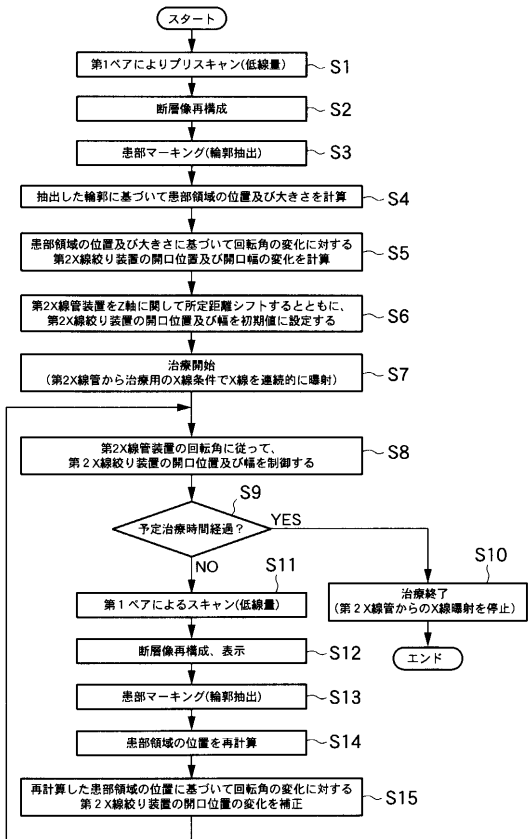 スタート
第1ペアによりプリスキャン(低線量)
S1
断層像再構成
S2
患部マーキング(輪郭抽出)
S3
抽出した輪郭に基づいて患部領域の位置及び大きさを計算
S4
患部領域の位置及び大きさに基づいて回転角の変化に対する
第2X線絞り装置の開口位置及び開口幅の変化を計算
S5
第2X線管装置をZ軸に関して所定距離シフトするとともに、
第2X線絞り装置の開口位置及び幅を初期値に設定する
S6
治療開始
(第2X線管から治療用のX線条件でX線を連続的に曝射)
S7
第2X線管装置の回転角に従って、
第2X線絞り装置の開口位置及び幅を制御する
S8
S9
予定治療時間経過?
YES
NO
S10
治療終了
(第2X線管からのX線曝射を停止)
エンド
S11
第1ペアによるスキャン(低線量)
断層像再構成、表示
S12
患部マーキング(輪郭抽出)
S13
患部領域の位置を再計算
S14
再計算した患部領域の位置に基づいて回転角の変化に対する
第2X線絞り装置の開口位置の変化を補正
S15